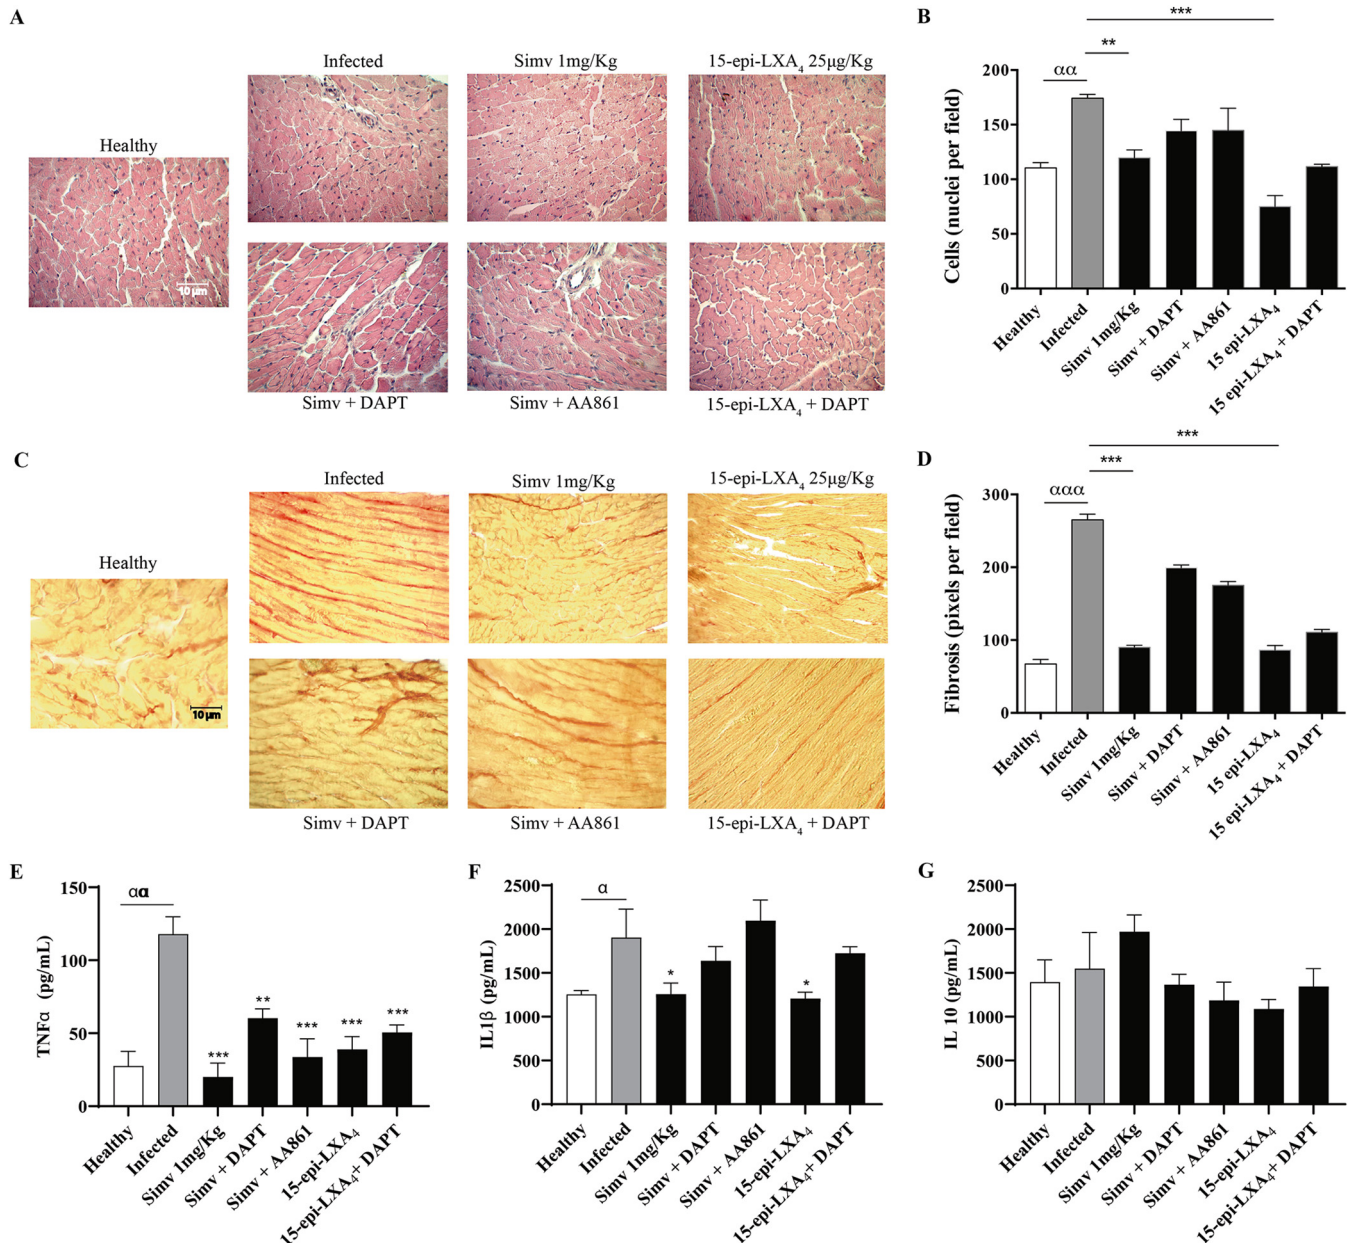 A
Infected
Simv 1mg/Kg
15-epi-LXA4 25µg/Kg
Healthy
10 µm
Simv + DAPT
Simv + AA861
15-epi-LXA4 + DAPT
B
***
**
αα
Cells (nuclei per field)
200
150
100
50
0
Healthy
Infected
Simv 1mg/Kg
Simv + DAPT
Simv + AA861
15 epi-LXA4
15 epi-LXA4 + DAPT
C
Infected
Simv 1mg/Kg
15-epi-LXA4 25µg/Kg
Healthy
10 µm
Simv + DAPT
Simv + AA861
15-epi-LXA4 + DAPT
D
***
***
ααα
Fibrosis (pixels per field)
300
200
100
0
Healthy
Infected
Simv 1mg/Kg
Simv + DAPT
Simv + AA861
15 epi-LXA4
15 epi-LXA4 + DAPT
E
αα
TNFα (pg/mL)
150
100
50
0
***
**
***
***
***
Healthy
Infected
Simv 1mg/Kg
Simv + DAPT
Simv + AA861
15-epi-LXA4
15-epi-LXA4+ DAPT
F
α
IL1β (pg/mL)
2500
2000
1500
1000
500
0
*
*
Healthy
Infected
Simv 1mg/Kg
Simv + DAPT
Simv + AA861
15-epi-LXA4
15-epi-LXA4+ DAPT
G
IL 10 (pg/mL)
2500
2000
1500
1000
500
0
Healthy
Infected
Simv 1mg/Kg
Simv + DAPT
Simv + AA861
15-epi-LXA4
15-epi-LXA4+ DAPT